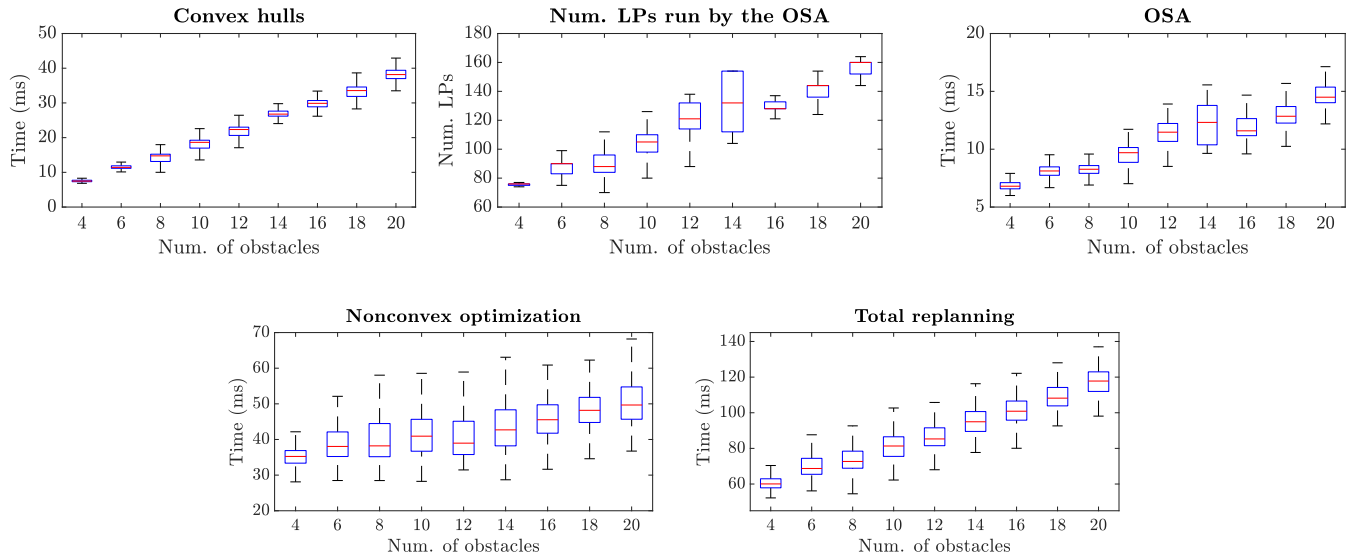 Convex hulls
50
40
30
20
10
0
Time (ms)
4 6 8 10 12 14 16 18 20
Num. of obstacles
Num. LPs run by the OSA
180
160
140
120
100
80
60
Num. LPs
4 6 8 10 12 14 16 18 20
Num. of obstacles
OSA
20
15
10
5
Time (ms)
4 6 8 10 12 14 16 18 20
Num. of obstacles
Nonconvex optimization
70
60
50
40
30
20
Time (ms)
4 6 8 10 12 14 16 18 20
Num. of obstacles
Total replanning
140
120
100
80
60
Time (ms)
4 6 8 10 12 14 16 18 20
Num. of obstacles